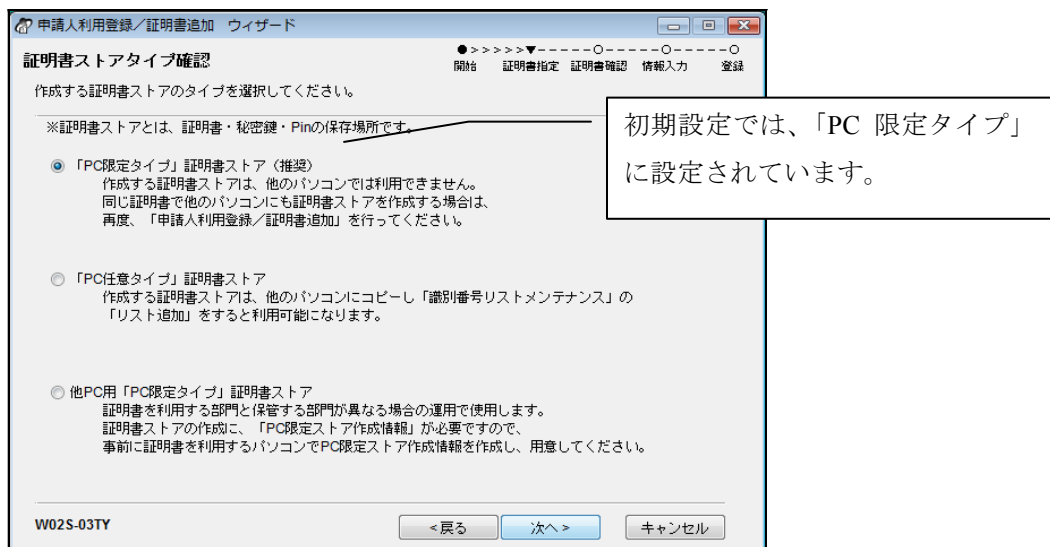 申請人利用登録／証明書追加 ウィザード
証明書ストアタイプ確認
●>>>>>▼-----○-----○-----○
開始 証明書指定 証明書確認 情報入力 登録
作成する証明書ストアのタイプを選択してください。
※証明書ストアとは、証明書・秘密鍵・Pinの保存場所です。
初期設定では、「PC 限定タイプ」
に設定されています。
「PC限定タイプ」証明書ストア（推奨）
作成する証明書ストアは、他のパソコンでは利用できません。
同じ証明書で他のパソコンにも証明書ストアを作成する場合は、
再度、「申請人利用登録／証明書追加」を行ってください。
「PC任意タイプ」証明書ストア
作成する証明書ストアは、他のパソコンにコピーし「識別番号リストメンテナンス」の
「リスト追加」をすると利用可能になります。
他PC用「PC限定タイプ」証明書ストア
証明書を利用する部門と保管する部門が異なる場合の運用で使用します。
証明書ストアの作成に、「PC限定ストア作成情報」が必要ですので、
事前に証明書を利用するパソコンでPC限定ストア作成情報を作成し、用意してください。
W02S-03TY
<戻る 次へ> キャンセル